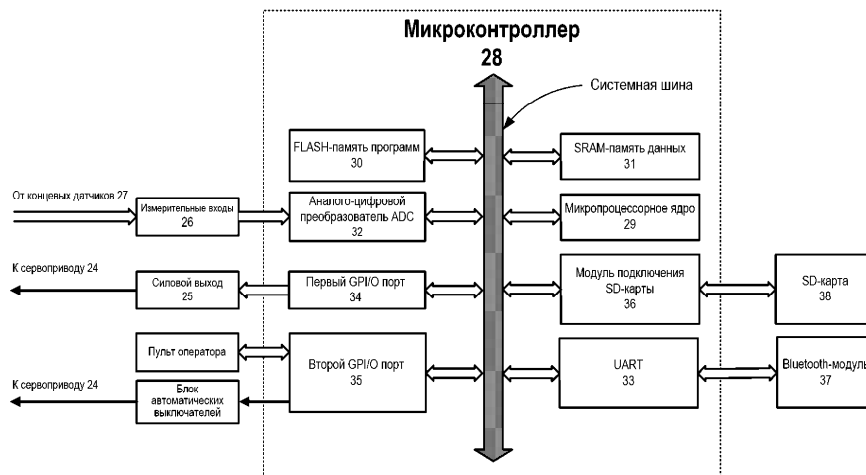 Микроконтроллер
28
Системная шина
FLASH-память программ
30
SRAM-память данных
31
От концевых датчиков 27
Измерительные входы
26
Аналого-цифровой
преобразователь ADC
32
Микропроцессорное ядро
29
К сервоприводу 24
Силовой выход
25
Первый GPI/O порт
34
Модуль подключения
SD-карты
36
SD-карта
38
Пульт оператора
Второй GPI/O порт
35
UART
33
Bluetooth-модуль
37
К сервоприводу 24
Блок
автоматических
выключателей